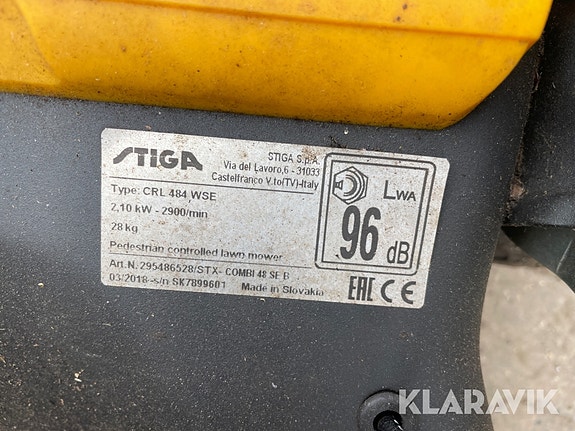 STIGA
STIGA S.p.A.
Via del Lavoro,6 - 31033
Castelfranco V.to(TV)-Italy
Type: CRL 484 WSE
2,10 kW - 2900/min
28 kg
Pedestrian controlled lawn mower
Art.N. 295486528/STX- COMBI 48 SE B
03/2018-s/n SK7899601 Made in Slovakia
LWA
96
dB
EAC CE
KLARAVIK